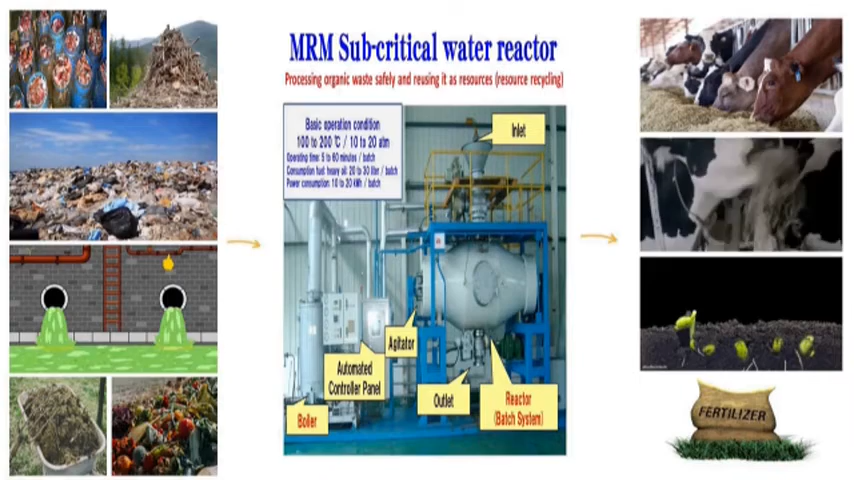 MRM Sub-critical water reactor
Processing organic waste safely and reusing it as resources (resource recycling)
Basic operation condition
100 to 200 ℃ / 10 to 20 atm
Operating time: 5 to 60 minutes / batch
Consumption fuel: heavy oil: 20 to 30 liter / batch
Power consumption: 10 to 20 kWh / batch
Inlet
Agitator
Automated
Controller Panel
Outlet
Reactor
(Batch System)
Boiler
FERTILIZER